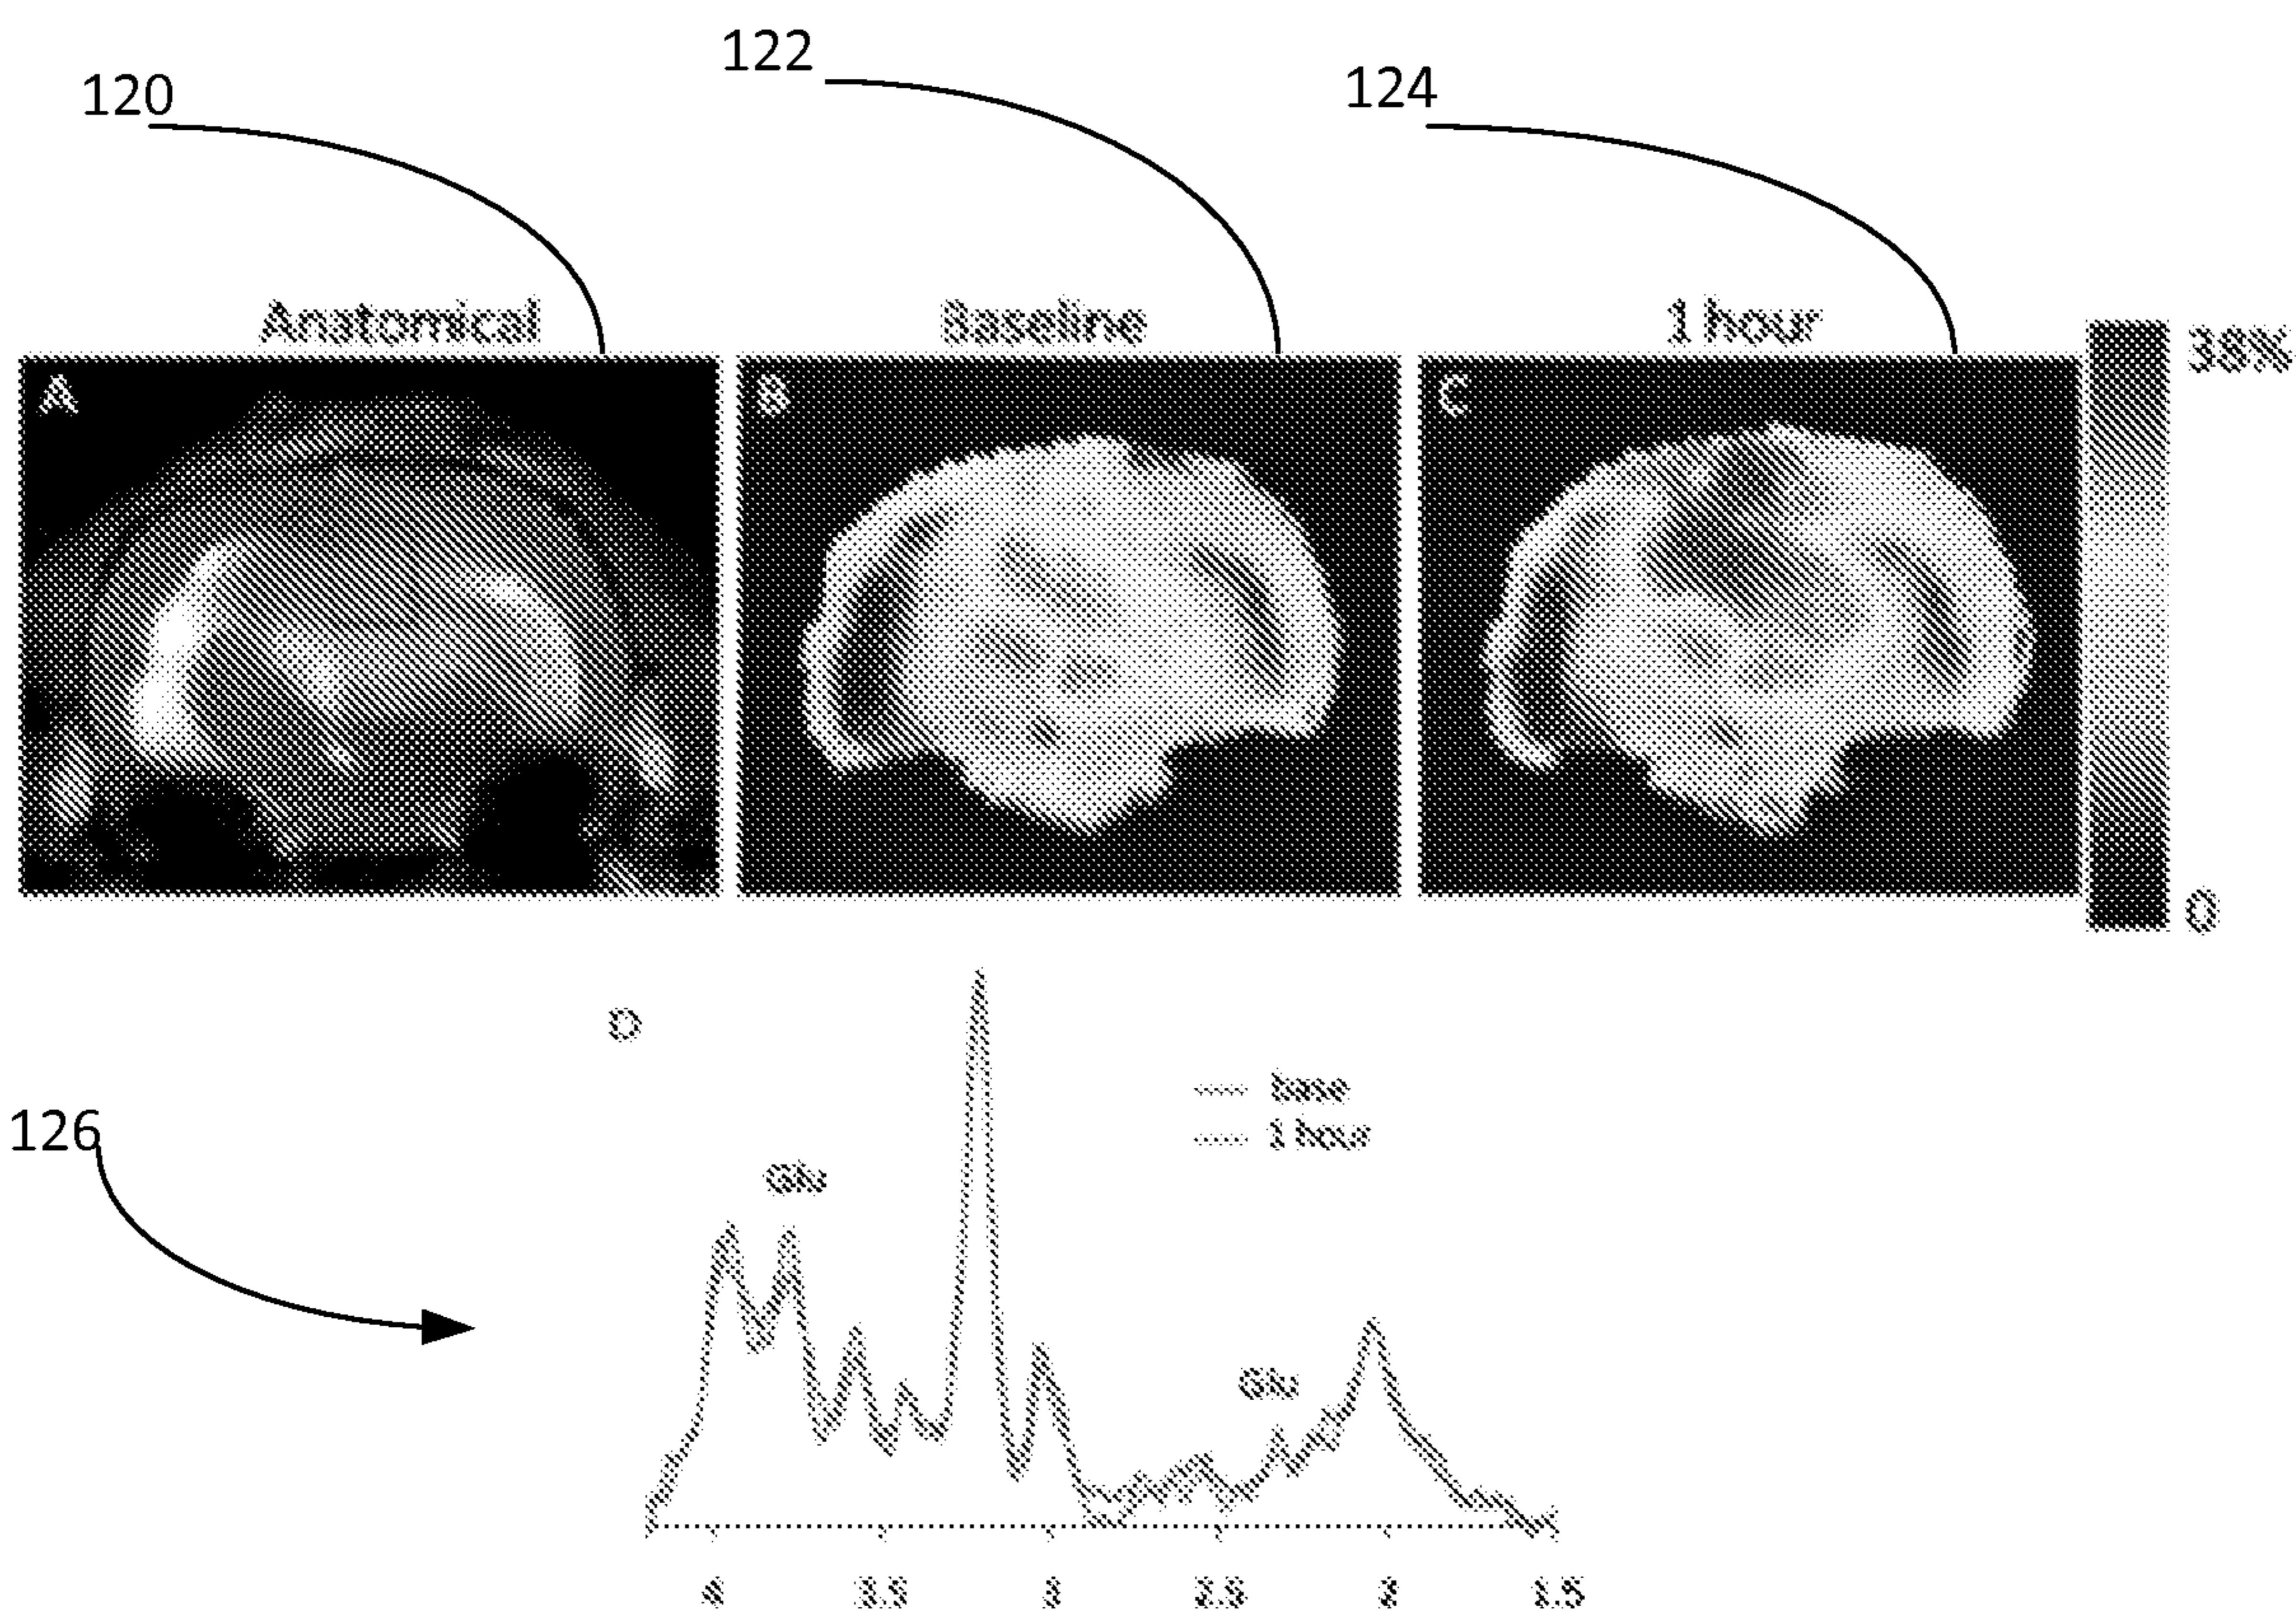 120
122
124
Anatomical
Baseline
1 hour
38%
A
B
C
0
D
base
1 hour
126
Glu
Glu
4 3.5 3 2.5 2 1.5